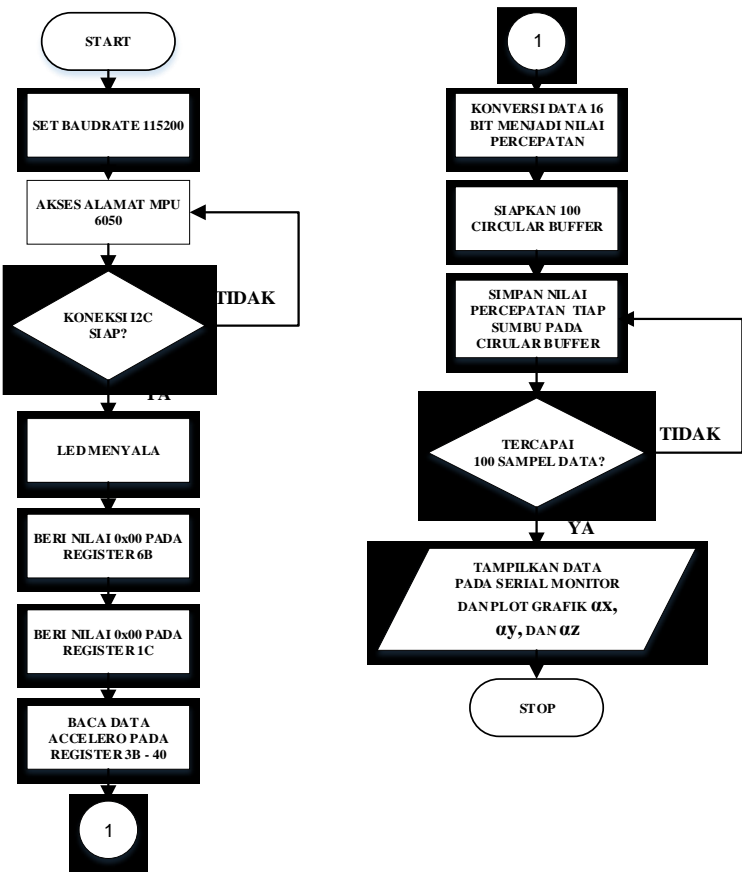 START
SET BAUDRATE 115200
AKSES ALAMAT MPU
6050
KONEKSI I2C
SIAP?
TIDAK
YA
LED MENYALA
BERI NILAI 0x00 PADA
REGISTER 6B
BERI NILAI 0x00 PADA
REGISTER 1C
BACA DATA
ACCELERO PADA
REGISTER 3B - 40
1
1
KONVERSI DATA 16
BIT MENJADI NILAI
PERCEPATAN
SIAPKAN 100
CIRCULAR BUFFER
SIMPAN NILAI
PERCEPATAN TIAP
SUMBU PADA
CIRULAR BUFFER
TERCAPAI
100 SAMPEL DATA?
TIDAK
YA
TAMPILKAN DATA
PADA SERIAL MONITOR
DAN PLOT GRAFIK αx,
αy, DAN αz
STOP